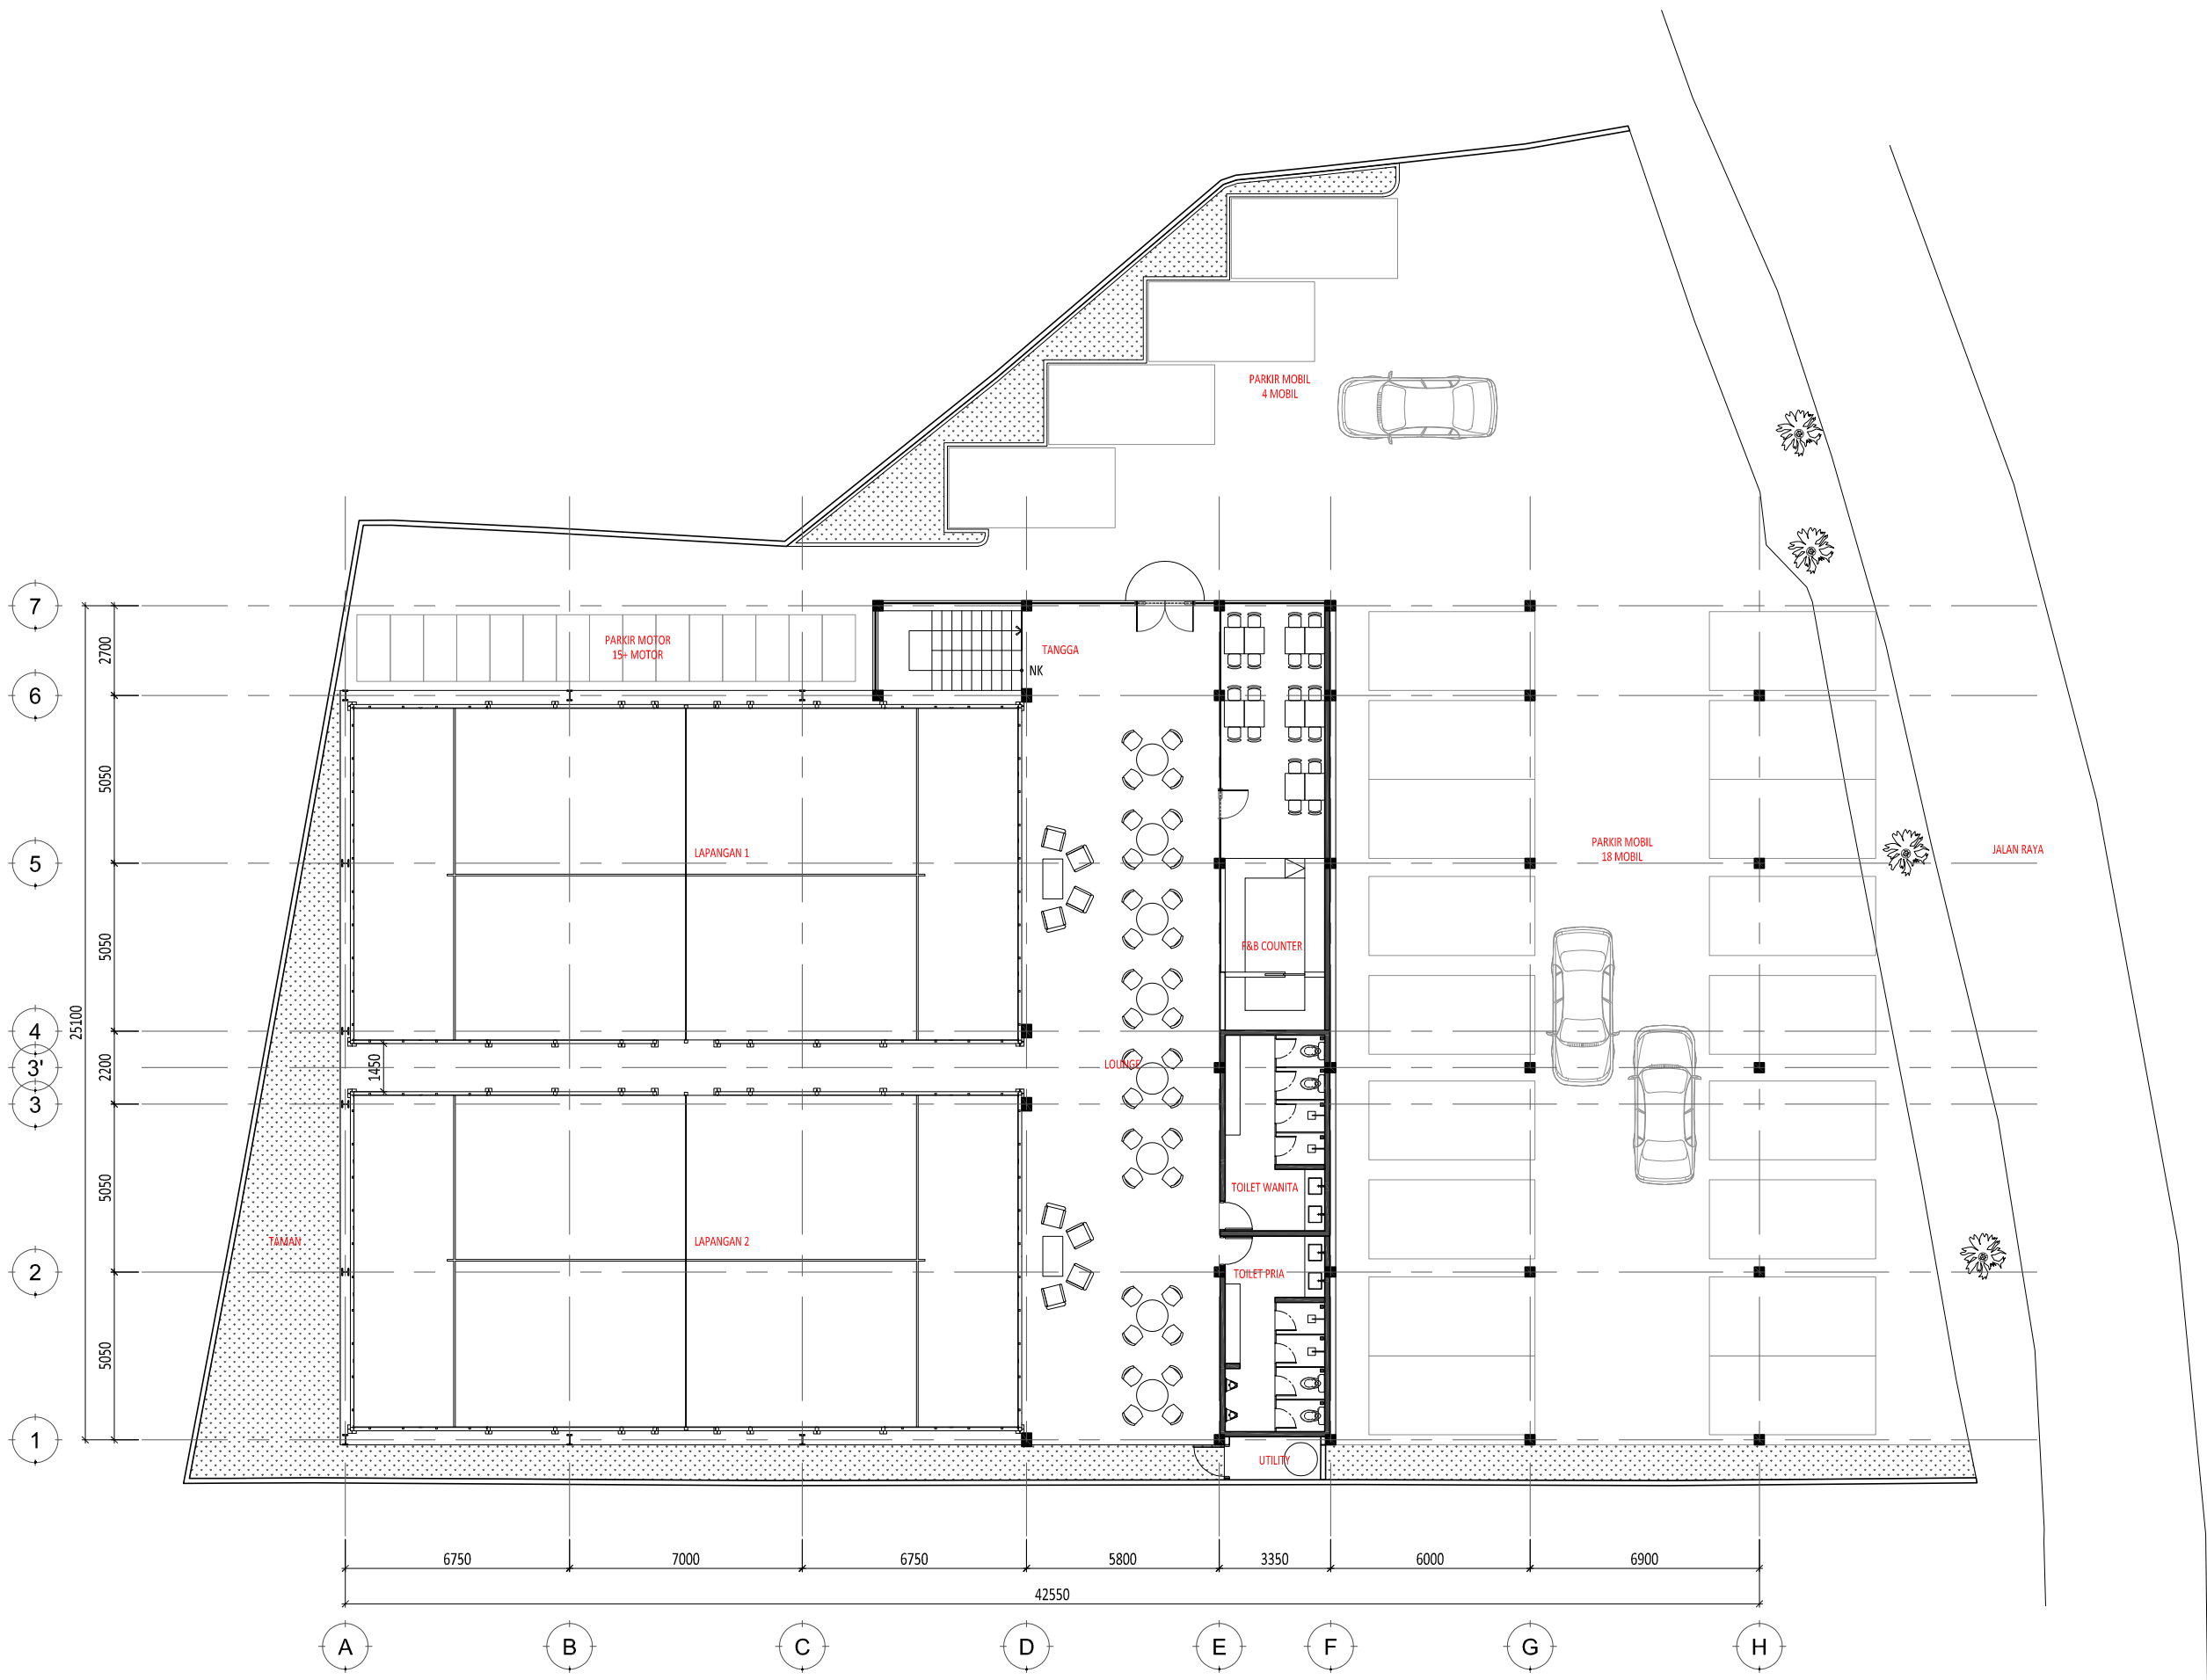 PARKIR MOBIL
4 MOBIL
7
2700
PARKIR MOTOR
15+ MOTOR
TANGGA
NK
6
5050
LAPANGAN 1
PARKIR MOBIL
18 MOBIL
JALAN RAYA
5
5050
F&B COUNTER
4
25100
3'
2200
1450
LOUNGE
3
5050
TOILET WANITA
TAMAN
LAPANGAN 2
2
TOILET PRIA
5050
1
UTILITY
6750
7000
6750
5800
3350
6000
6900
42550
A
B
C
D
E
F
G
H